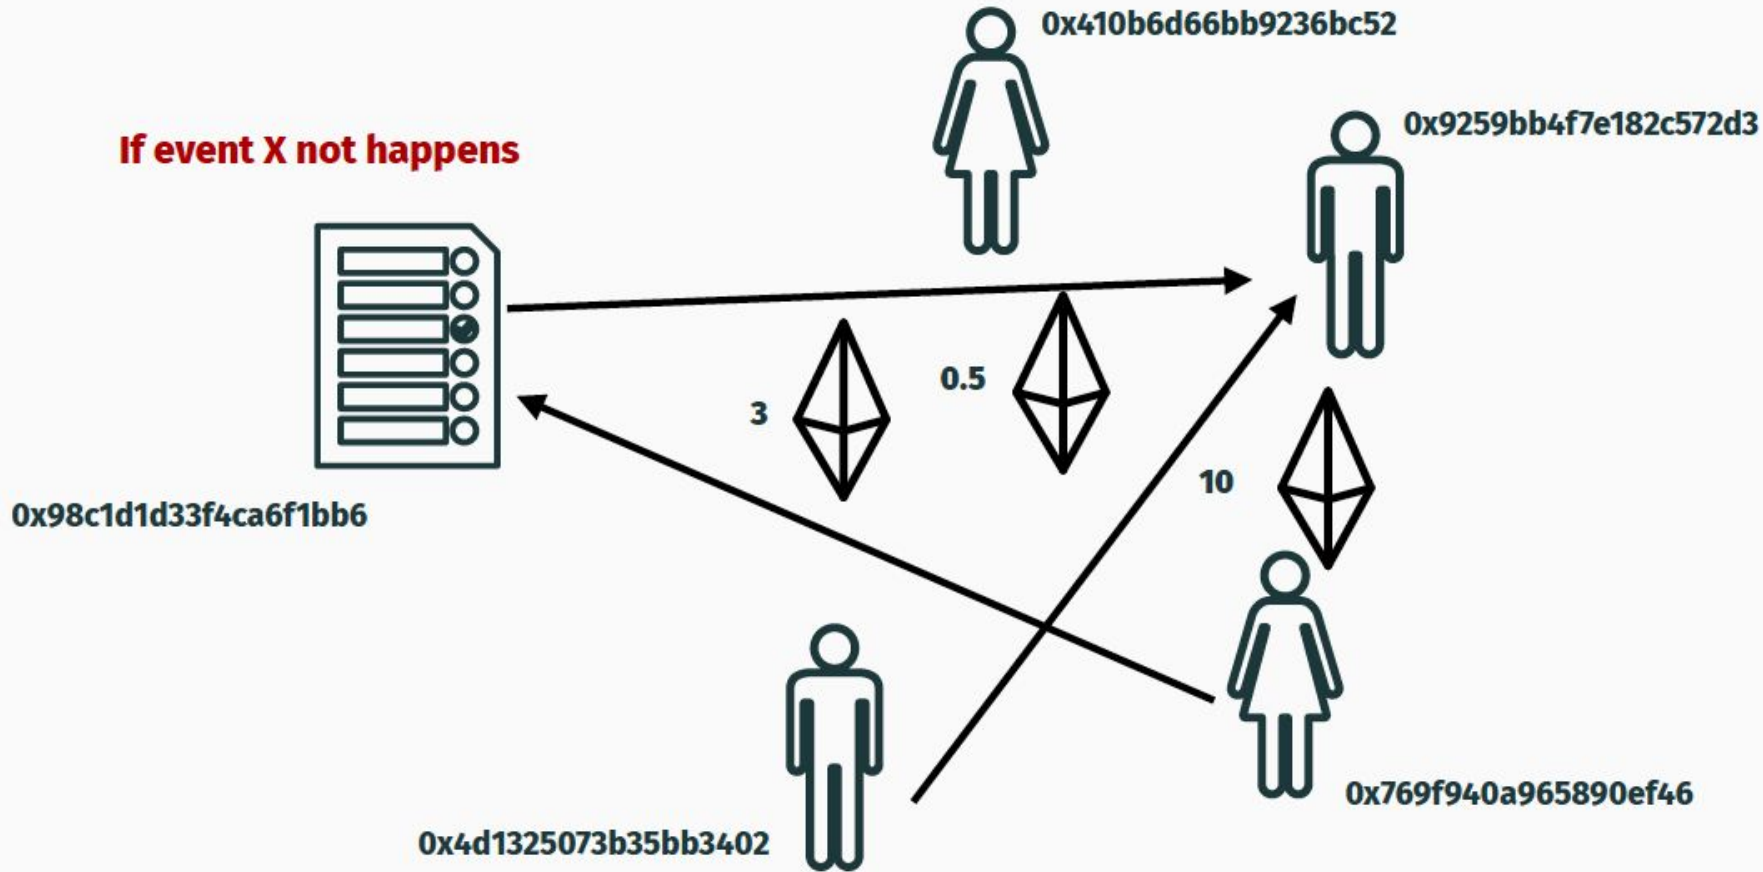 0x410b6d66bb9236bc52
0x9259bb4f7e182c572d3
If event X not happens
0.5
3
10
0x98c1d1d33f4ca6f1bb6
0x769f940a965890ef46
0x4d1325073b35bb3402